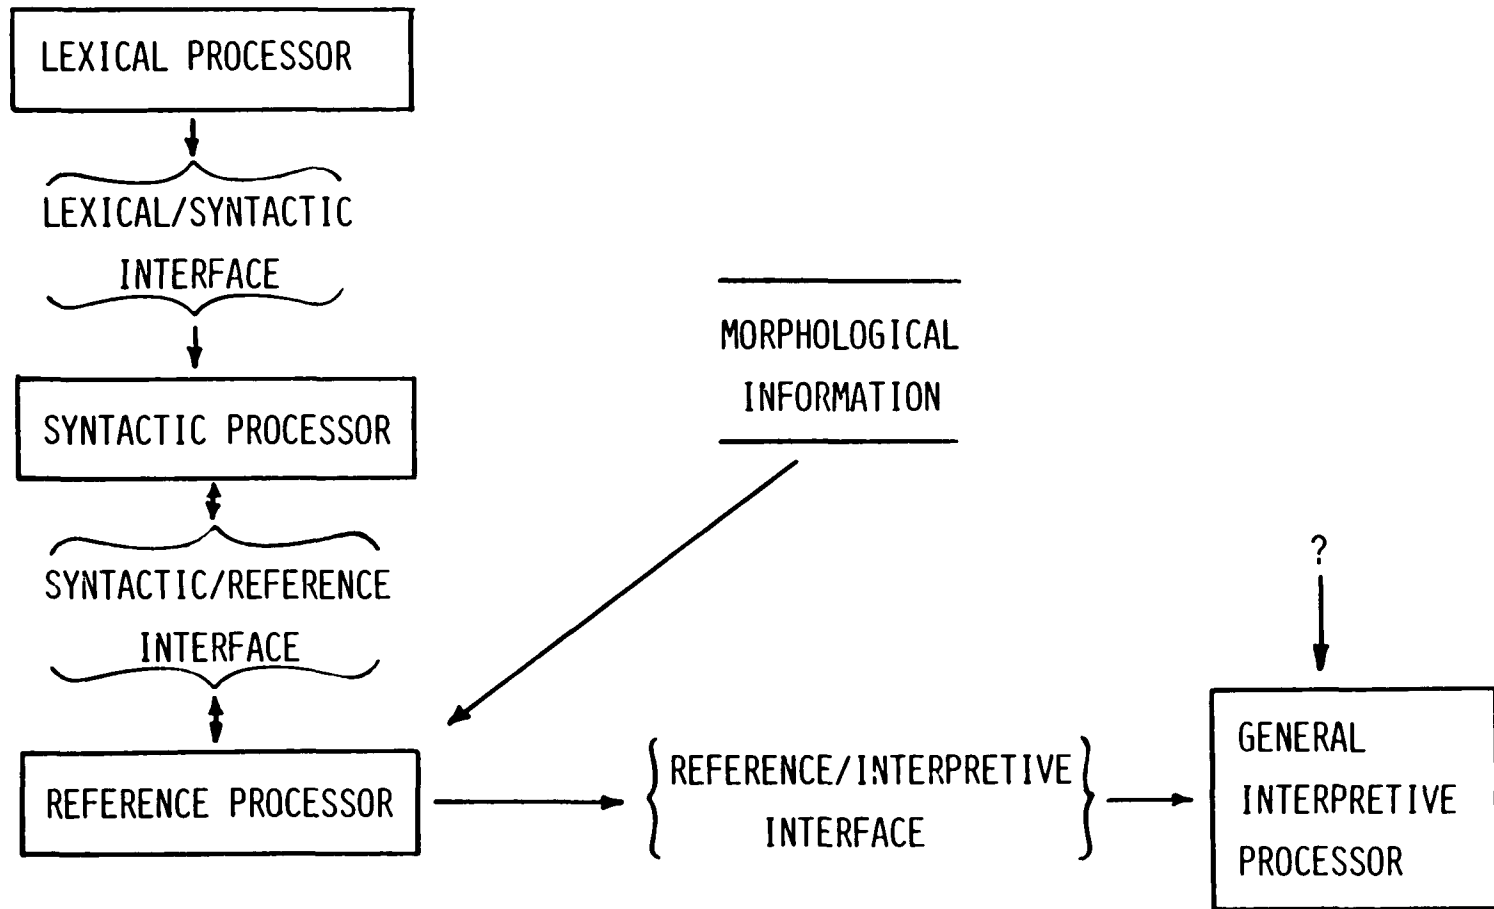 LEXICAL PROCESSOR
LEXICAL/SYNTACTIC
INTERFACE
SYNTACTIC PROCESSOR
SYNTACTIC/REFERENCE
INTERFACE
REFERENCE PROCESSOR
MORPHOLOGICAL
INFORMATION
REFERENCE/INTERPRETIVE
INTERFACE
?
GENERAL
INTERPRETIVE
PROCESSOR